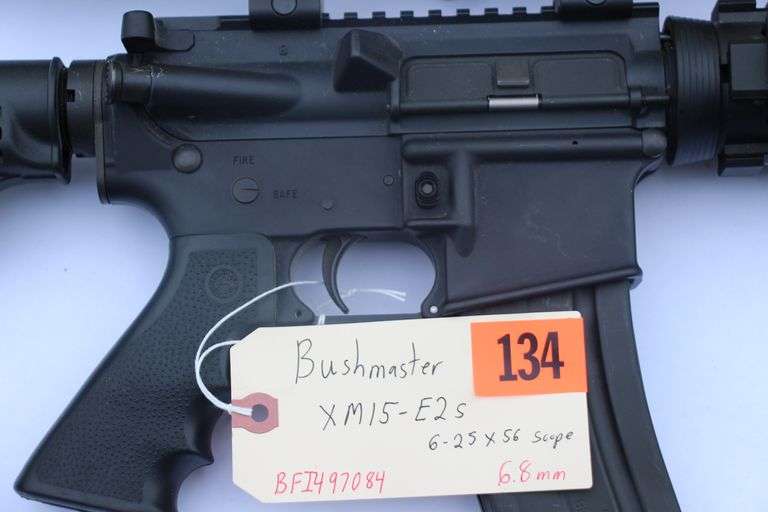 FIRE
SAFE
134
Bushmaster
XM15-E2s
6-25 x 56 Scope
BFI497084 6.8mm